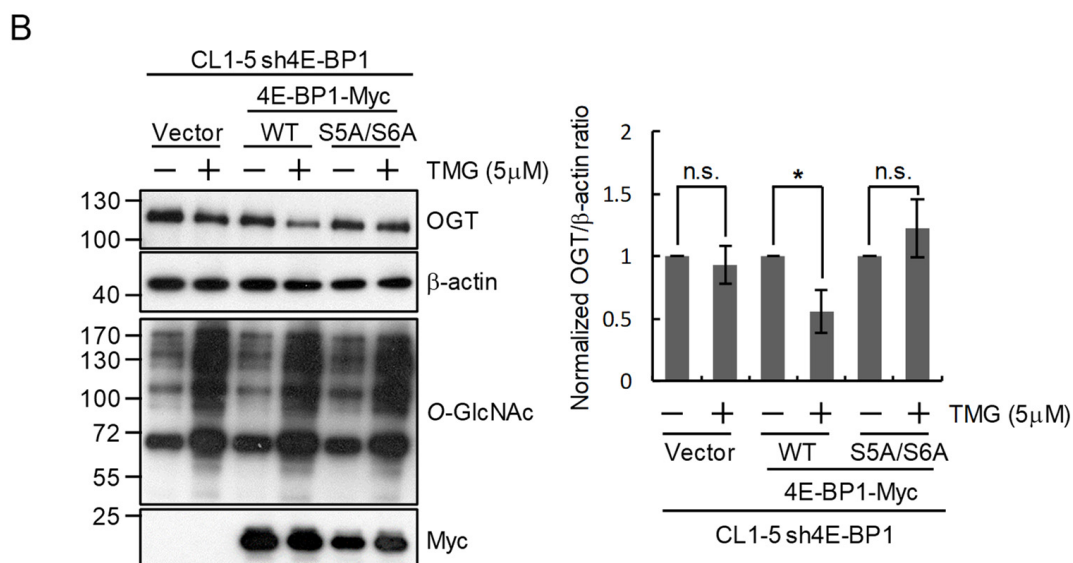 B
CL1-5 sh4E-BP1
4E-BP1-Myc
Vector WT S5A/S6A
− + − + − + TMG (5μM)
130
100
OGT
40
β-actin
170
130
100
72
55
O-GlcNAc
25
Myc
Normalized OGT/β-actin ratio
2
1.5
1
0.5
0
n.s. * n.s.
− + − + − + TMG (5μM)
Vector WT S5A/S6A
4E-BP1-Myc
CL1-5 sh4E-BP1